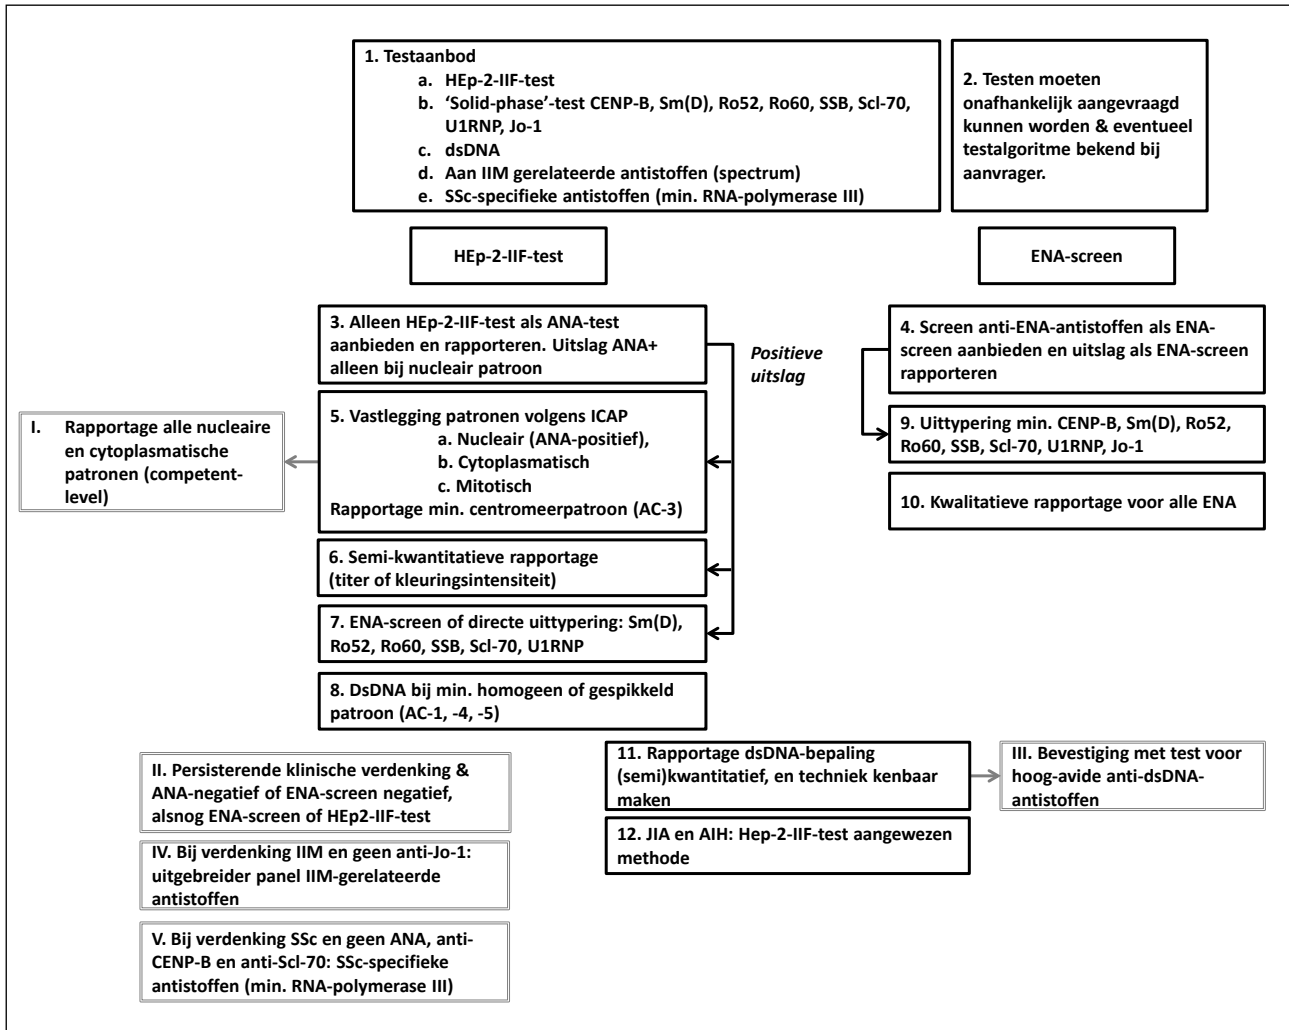 1. Testaanbod
a. HEp-2-IIF-test
b. ‘Solid-phase’-test CENP-B, Sm(D), Ro52, Ro60, SSB, Scl-70,
U1RNP, Jo-1
c. dsDNA
d. Aan IIM gerelateerde antistoffen (spectrum)
e. SSc-specifieke antistoffen (min. RNA-polymerase III)
2. Testen moeten
onafhankelijk aangevraagd
kunnen worden & eventueel
testalgoritme bekend bij
aanvrager.
HEp-2-IIF-test
ENA-screen
3. Alleen HEp-2-IIF-test als ANA-test
aanbieden en rapporteren. Uitslag ANA+
alleen bij nucleair patroon
Positieve
uitslag
4. Screen anti-ENA-antistoffen als ENA-
screen aanbieden en uitslag als ENA-screen
rapporteren
I. Rapportage alle nucleaire
en cytoplasmatische
patronen (competent-
level)
5. Vastlegging patronen volgens ICAP
a. Nucleair (ANA-positief),
b. Cytoplasmatisch
c. Mitotisch
Rapportage min. centromeerpatroon (AC-3)
9. Uittypering min. CENP-B, Sm(D), Ro52,
Ro60, SSB, Scl-70, U1RNP, Jo-1
10. Kwalitatieve rapportage voor alle ENA
6. Semi-kwantitatieve rapportage
(titer of kleuringsintensiteit)
7. ENA-screen of directe uittypering: Sm(D),
Ro52, Ro60, SSB, Scl-70, U1RNP
8. DsDNA bij min. homogeen of gespikkeld
patroon (AC-1, -4, -5)
II. Persisterende klinische verdenking &
ANA-negatief of ENA-screen negatief,
alsnog ENA-screen of HEp2-IIF-test
11. Rapportage dsDNA-bepaling
(semi)kwantitatief, en techniek kenbaar
maken
III. Bevestiging met test voor
hoog-avide anti-dsDNA-
antistoffen
12. JIA en AIH: Hep-2-IIF-test aangewezen
methode
IV. Bij verdenking IIM en geen anti-Jo-1:
uitgebreider panel IIM-gerelateerde
antistoffen
V. Bij verdenking SSc en geen ANA, anti-
CENP-B en anti-Scl-70: SSc-specifieke
antistoffen (min. RNA-polymerase III)